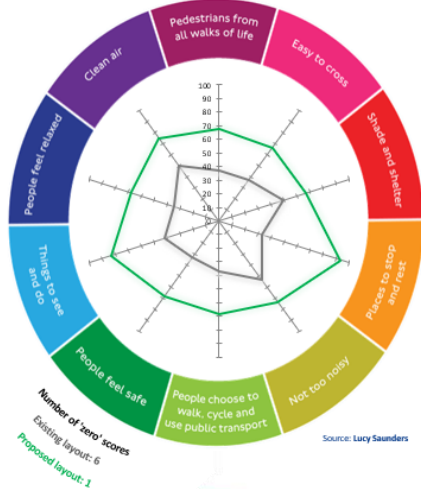 Pedestrians from
all walks of life
Easy to cross
Shade and shelter
Places to stop
and rest
Not too noisy
People choose to
walk, cycle and
use public transport
People feel safe
Things to see
and do
People feel relaxed
Clean air
100
90
80
70
60
50
40
30
20
10
0
Number of 'zero' scores
Existing layout: 6
Proposed layout: 1
Source: Lucy Saunders